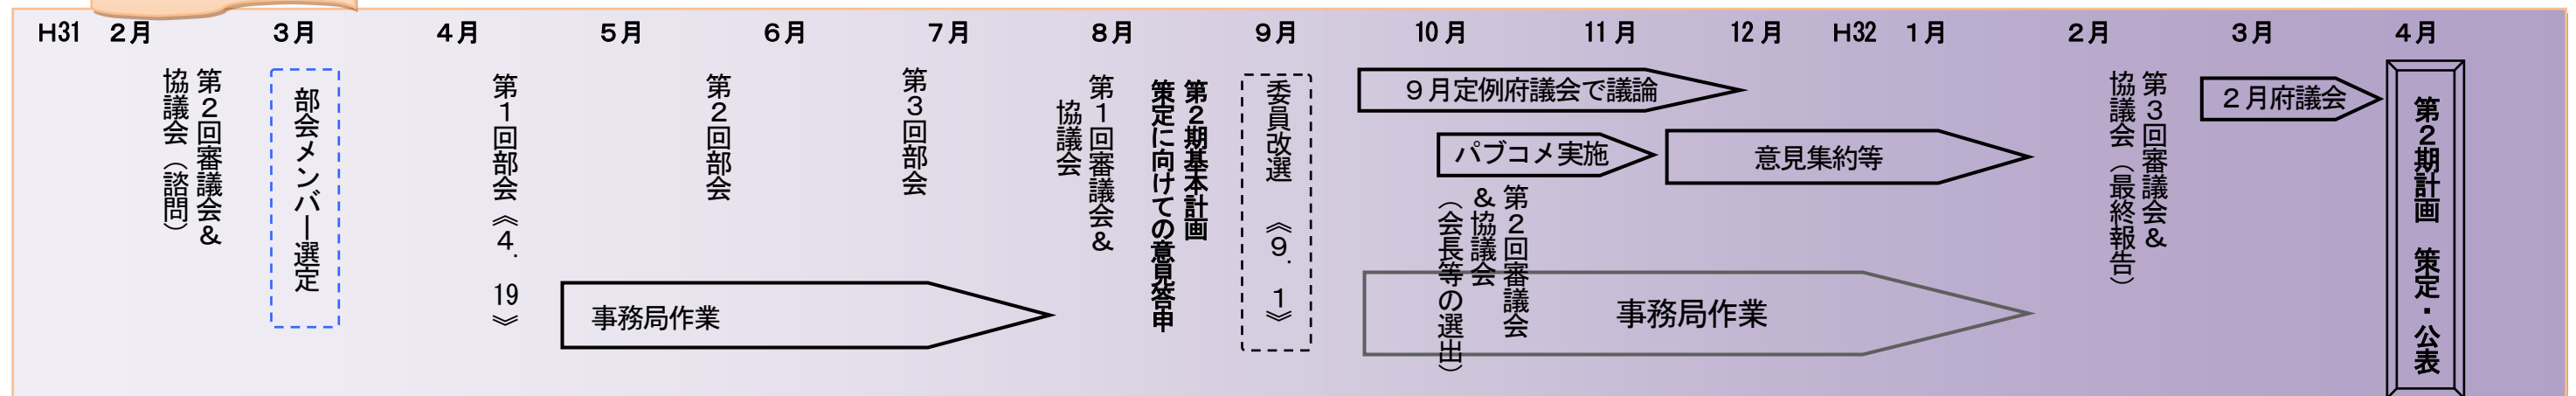 H31 2月 3月 4月 5月 6月 7月 8月 9月 10月 11月 12月 H32 1月 2月 3月 4月
第2回審議会&
協議会（諮問）
部会メンバー選定
第1回部会《4．19》
第2回部会
第3回部会
事務局作業
第1回審議会&
協議会
第2期基本計画
策定に向けての意見答申
委員改選 《9．1》
9月定例府議会で議論
パブコメ実施
意見集約等
第2回審議会
&協議会
（会長等の選出）
事務局作業
第3回審議会&
協議会（最終報告）
2月府議会
第2期計画 策定・公表